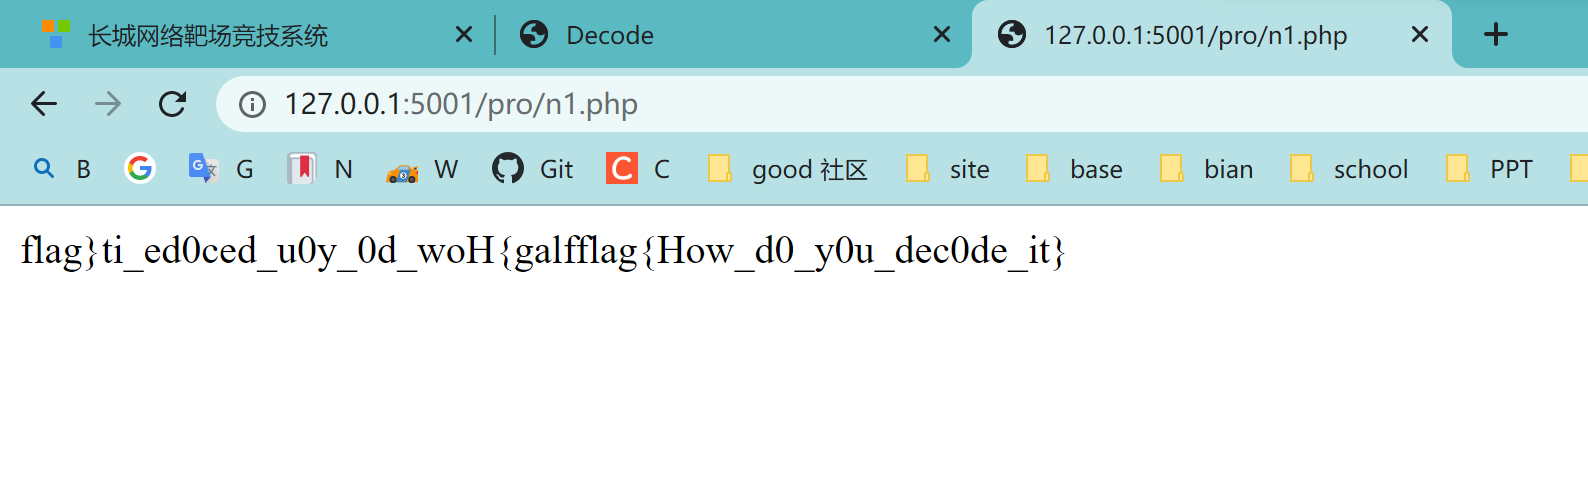 长城网络靶场竞技系统 Decode 127.0.0.1:5001/pro/n1.php
127.0.0.1:5001/pro/n1.php
B G G N W Git C C good 社区 site base bian school PPT
flag}ti_ed0ced_u0y_0d_woH{galfflag{How_d0_y0u_dec0de_it}